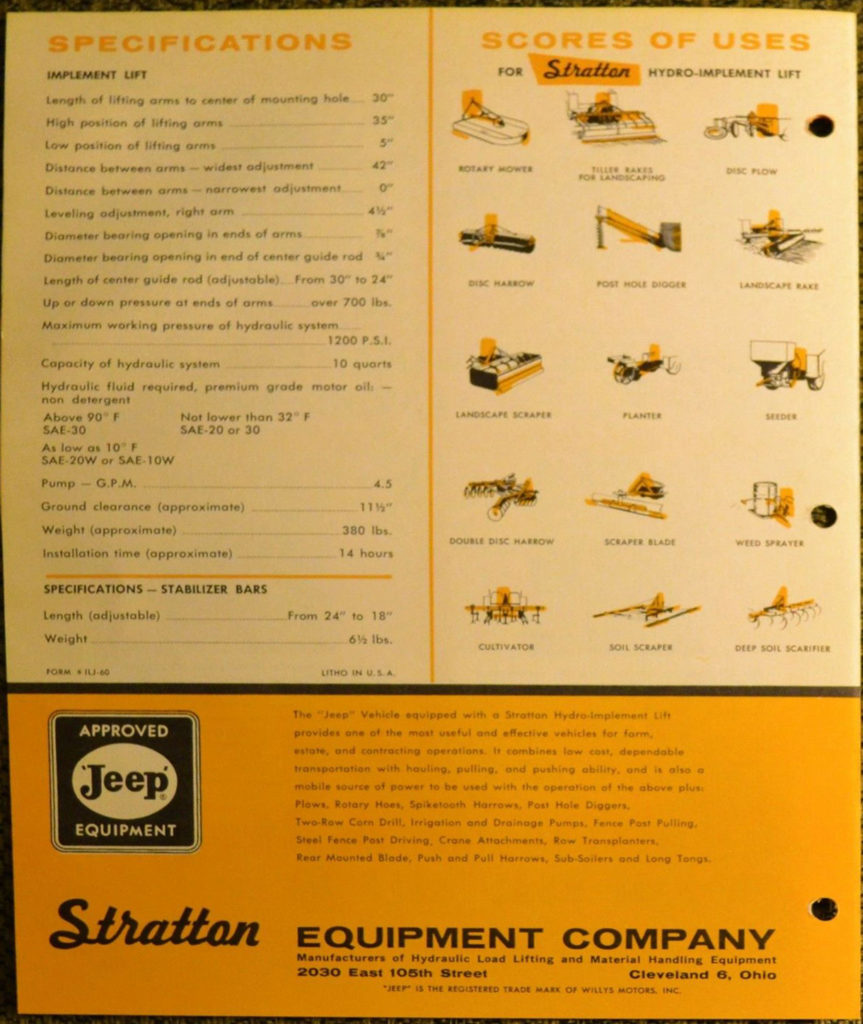 SPECIFICATIONS
IMPLEMENT LIFT
Length of lifting arms to center of mounting hole 30"
High position of lifting arms 35"
Low position of lifting arms 5"
Distance between arms — widest adjustment 42"
Distance between arms — narrowest adjustment 0"
Leveling adjustment, right arm 4½"
Diameter bearing opening in ends of arms ⅞"
Diameter bearing opening in end of center guide rod ¾"
Length of center guide rod (adjustable) From 30" to 24"
Up or down pressure at ends of arms over 700 lbs.
Maximum working pressure of hydraulic system
1200 P.S.I.
Capacity of hydraulic system 10 quarts
Hydraulic fluid required, premium grade motor oil: —
non detergent
Above 90° F Not lower than 32° F
SAE-30 SAE-20 or 30
As low as 10° F
SAE-20W or SAE-10W
Pump — G.P.M. 4.5
Ground clearance (approximate) 11½"
Weight (approximate) 380 lbs.
Installation time (approximate) 14 hours
SPECIFICATIONS — STABILIZER BARS
Length (adjustable) From 24" to 18"
Weight 6½ lbs.
FORM # ILJ-60 LITHO IN U.S.A.
SCORES OF USES
FOR Stratton HYDRO-IMPLEMENT LIFT
ROTARY MOWER
TILLER RAKES
FOR LANDSCAPING
DISC PLOW
DISC HARROW
POST HOLE DIGGER
LANDSCAPE RAKE
LANDSCAPE SCRAPER
PLANTER
SEEDER
DOUBLE DISC HARROW
SCRAPER BLADE
WEED SPRAYER
CULTIVATOR
SOIL SCRAPER
DEEP SOIL SCARIFIER
APPROVED
'Jeep'
®
EQUIPMENT
The "Jeep" Vehicle equipped with a Stratton Hydro-Implement Lift
provides one of the most useful and effective vehicles for farm,
estate, and contracting operations. It combines low cost, dependable
transportation with hauling, pulling, and pushing ability, and is also a
mobile source of power to be used with the operation of the above plus:
Plows, Rotary Hoes, Spiketooth Harrows, Post Hole Diggers,
Two-Row Corn Drill, Irrigation and Drainage Pumps, Fence Post Pulling,
Steel Fence Post Driving, Crane Attachments, Row Transplanters,
Rear Mounted Blade, Push and Pull Harrows, Sub-Soilers and Long Tongs.
Stratton EQUIPMENT COMPANY
Manufacturers of Hydraulic Load Lifting and Material Handling Equipment
2030 East 105th Street Cleveland 6, Ohio
"JEEP" IS THE REGISTERED TRADE MARK OF WILLYS MOTORS, INC.